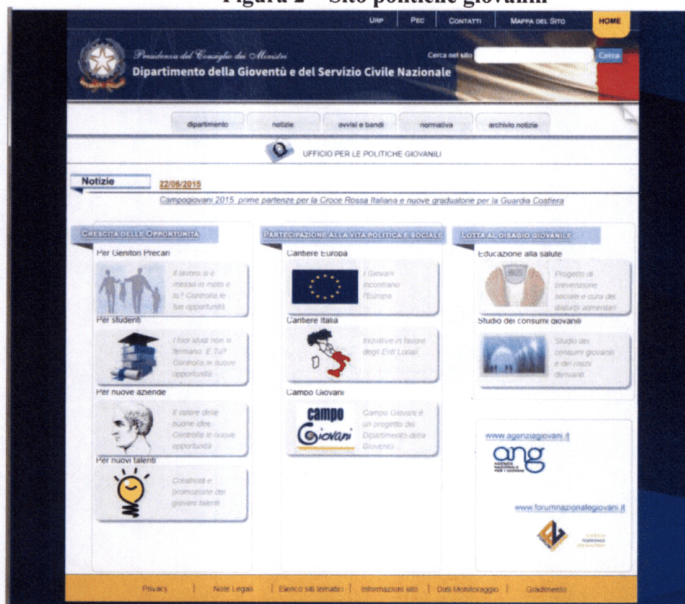 Figura 2 – Sito politiche giovanili
URP PEC CONTATTI MAPPA DEL SITO HOME
Presidenza del Consiglio dei Ministri
Cerca nel sito Cerca
Dipartimento della Gioventù e del Servizio Civile Nazionale
dipartimento notizie avvisi e bandi normativa archivio notizie
UFFICIO PER LE POLITICHE GIOVANILI
Notizie
22/06/2015
Campogiovani 2015: prime partenze per la Croce Rossa Italiana e nuove graduatorie per la Guardia Costiera
CRESCITA DELLE OPPORTUNITÀ
Per Genitori Precari
Il lavoro si è
messo in moto e
tu? Controlla le
tue opportunità
Per studenti
I tuoi studi non si
fermano. E Tu?
Controlla le nuove
opportunità
Per nuove aziende
Il valore delle
buone idee.
Controlla le nuove
opportunità
Per nuovi talenti
Creatività e
promozione dei
giovani talenti
PARTECIPAZIONE ALLA VITA POLITICA E SOCIALE
Cantiere Europa
I Giovani
incontrano
l'Europa
Cantiere Italia
Iniziative in favore
degli Enti Locali
Campo Giovani
campo
Giovani
Campo Giovani è
un progetto del
Dipartimento della
Gioventù
LOTTA AL DISAGIO GIOVANILE
Educazione alla salute
Progetto di
prevenzione
sociale e cura dei
disturbi alimentari
Studio dei consumi giovanili
Studio dei
consumi giovanili
e dei rischi
derivanti
www.agenziagiovani.it
ang
AGENZIA
NAZIONALE
PER I GIOVANI
www.forumnazionalegiovani.it
Privacy | Note Legali | Elenco siti tematici | Informazioni sito | Dati Monitoraggio | Gradimento